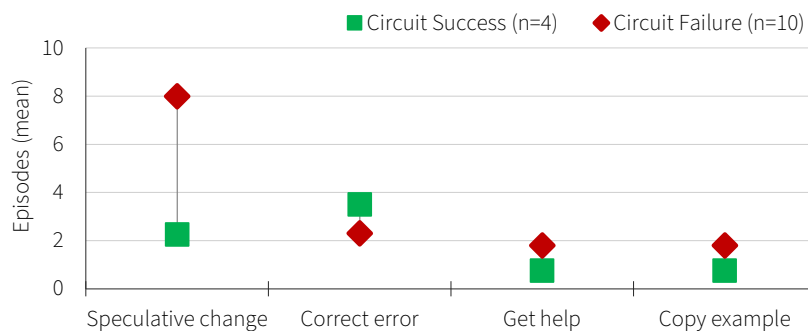 Circuit Success (n=4) Circuit Failure (n=10)
Episodes (mean)
10
8
6
4
2
0
Speculative change Correct error Get help Copy example